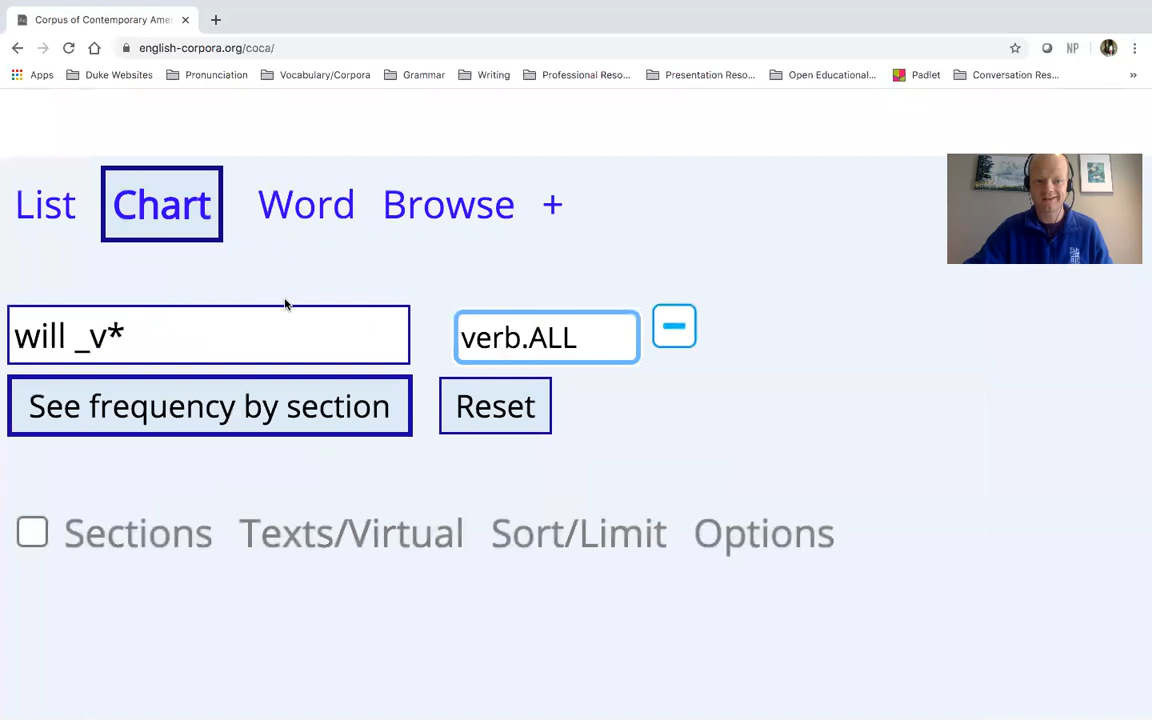 Corpus of Contemporary Ame
english-corpora.org/coca/
NP
Apps Duke Websites Pronunciation Vocabulary/Corpora Grammar Writing Professional Reso... Presentation Reso... Open Educational... Padlet Conversation Res... »
List Chart Word Browse +
will _v* verb.ALL
See frequency by section Reset
Sections Texts/Virtual Sort/Limit Options